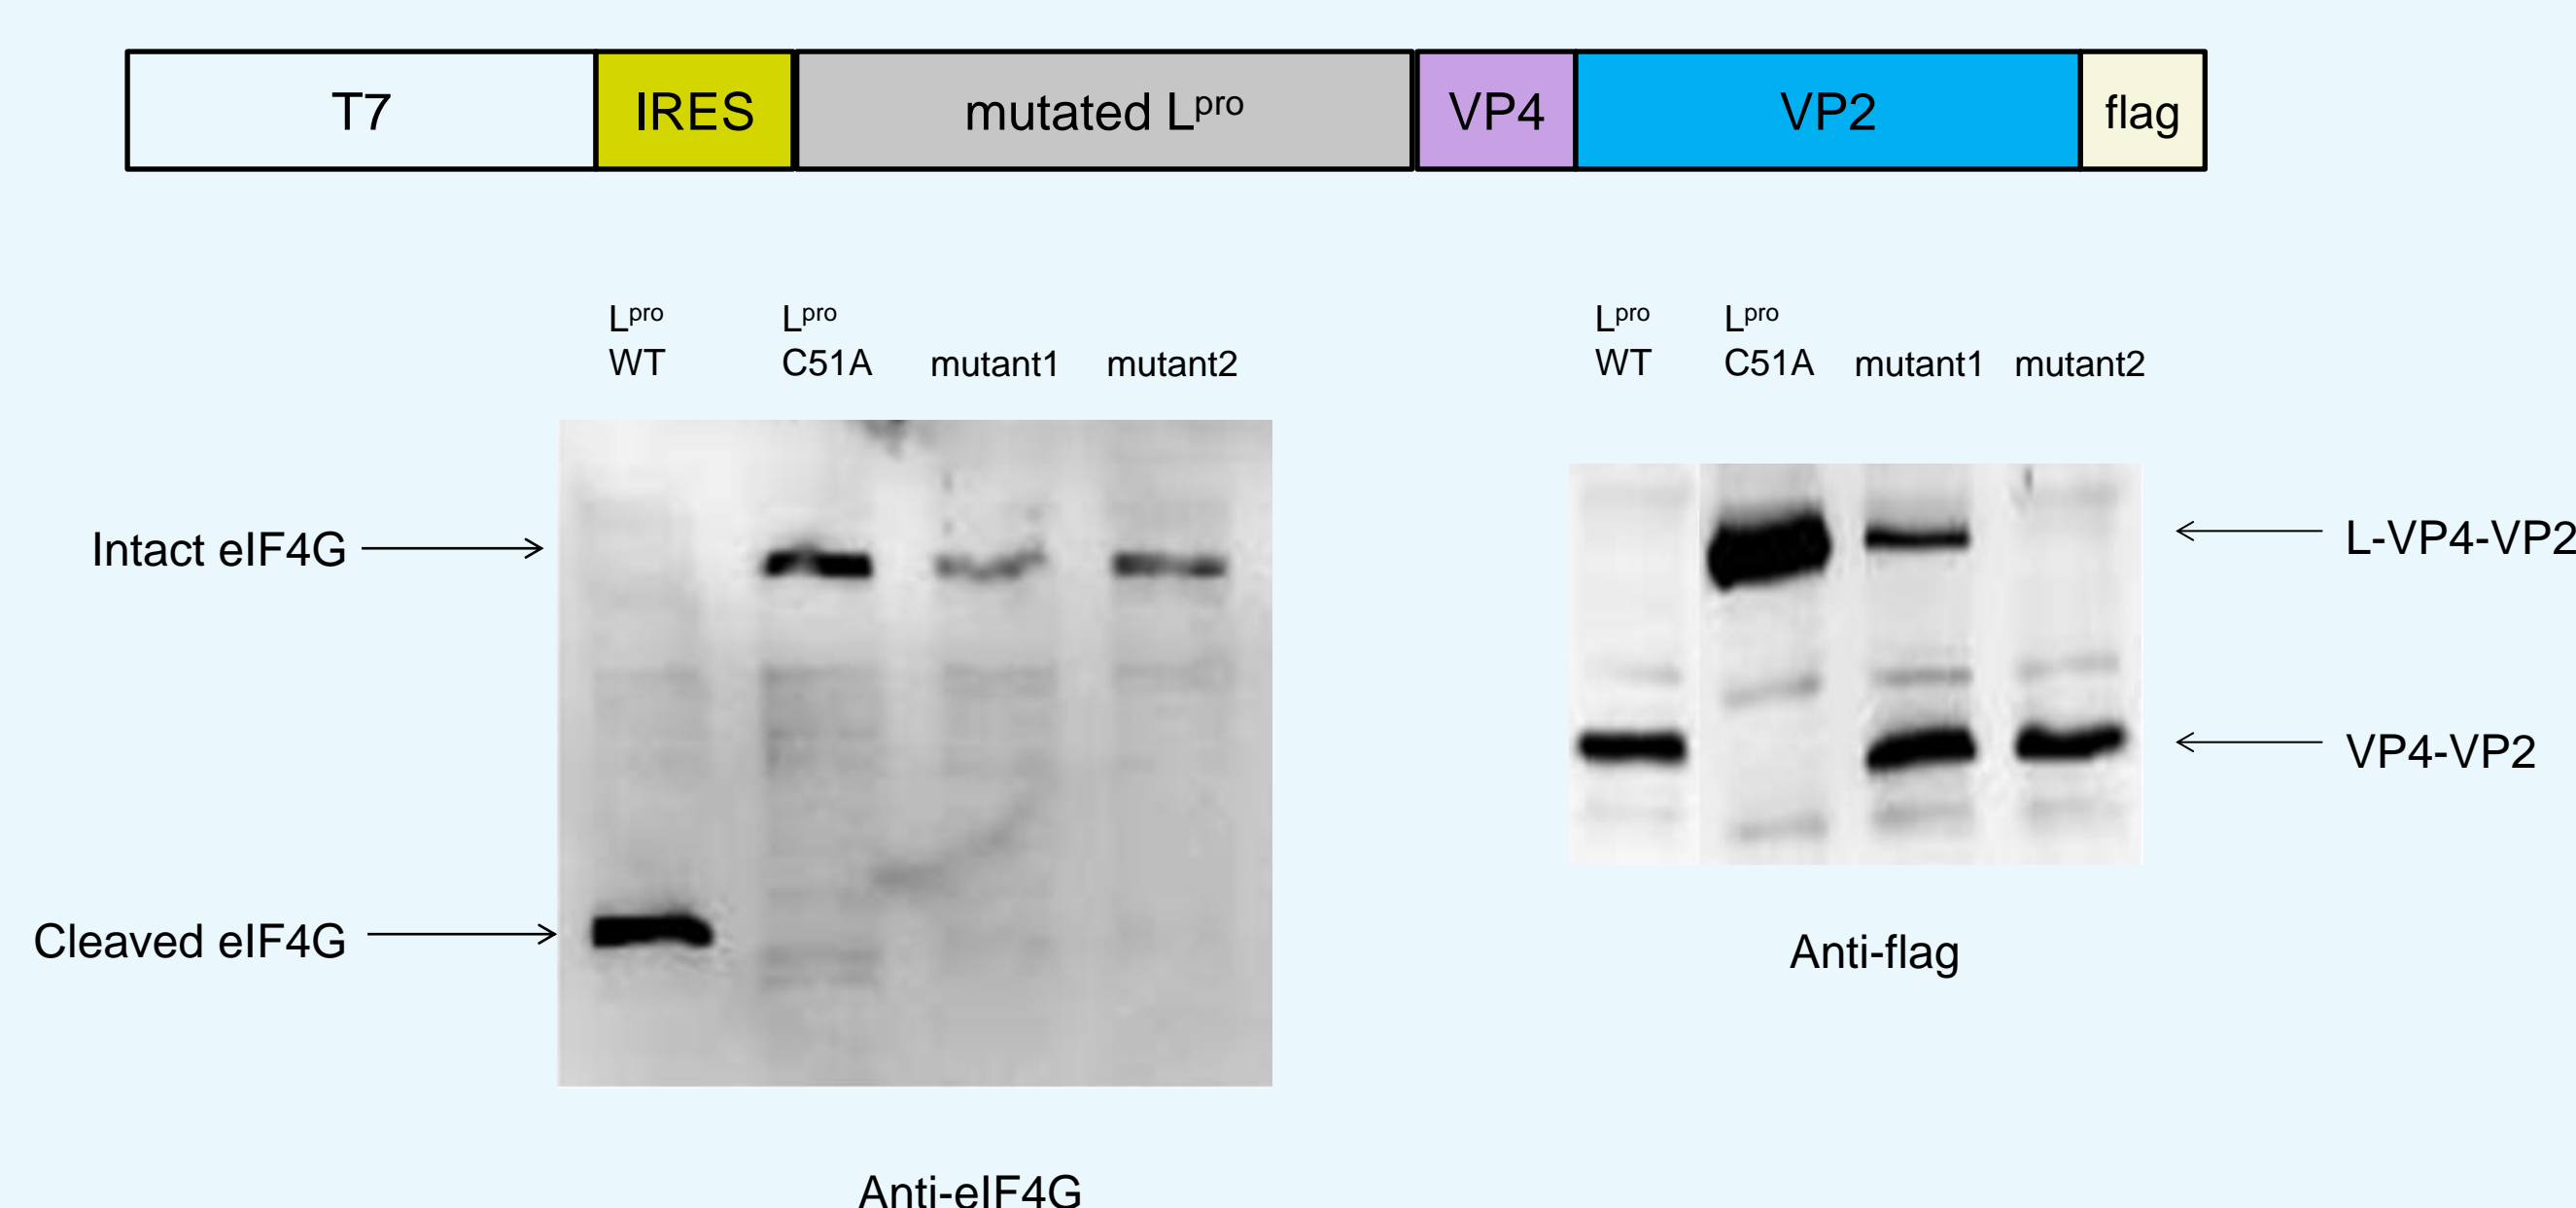 T7 IRES mutated Lpro VP4 VP2 flag
Lpro Lpro
WT C51A mutant1 mutant2
Intact eIF4G
Cleaved eIF4G
Anti-eIF4G
Lpro Lpro
WT C51A mutant1 mutant2
L-VP4-VP2
VP4-VP2
Anti-flag